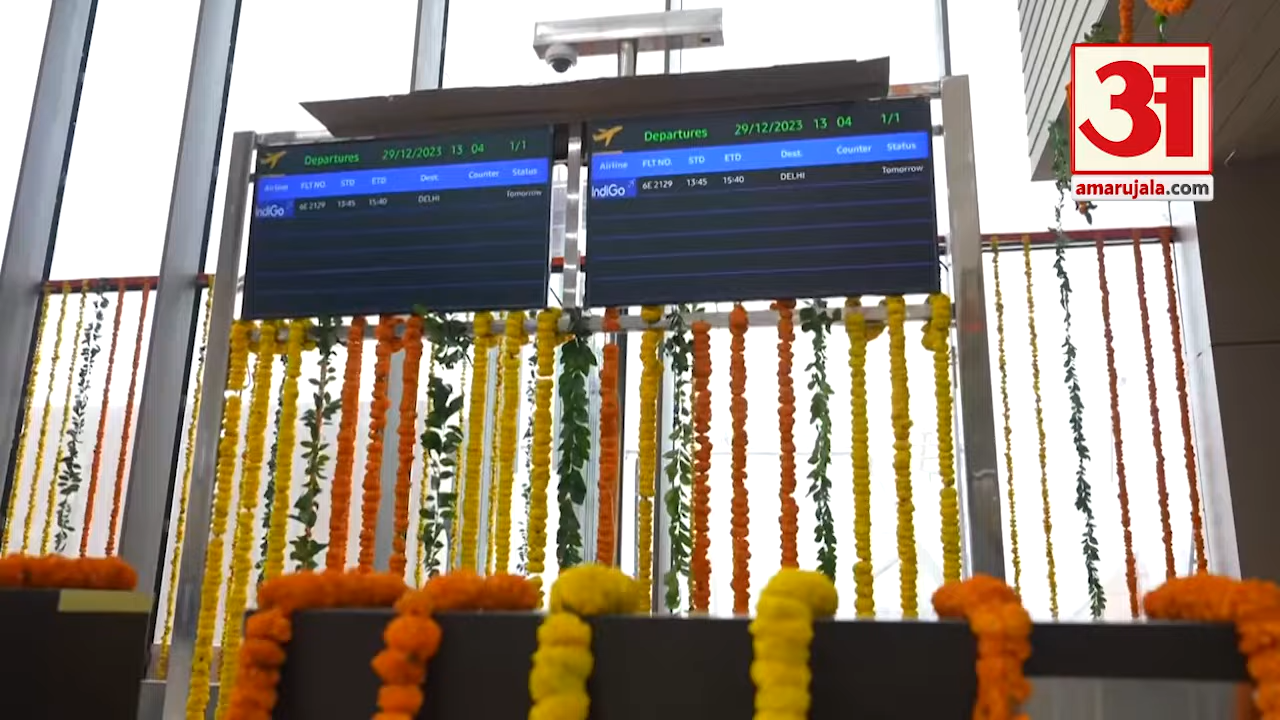 Departures 29/12/2023 13 04 1/1
Airline FLT NO. STD ETD Dest. Counter Status
IndiGo 6E 2129 13:45 15:40 DELHI Tomorrow
Departures 29/12/2023 13 04 1/1
Airline FLT NO. STD ETD Dest. Counter Status
IndiGo 6E 2129 13:45 15:40 DELHI Tomorrow
अ
amarujala.com